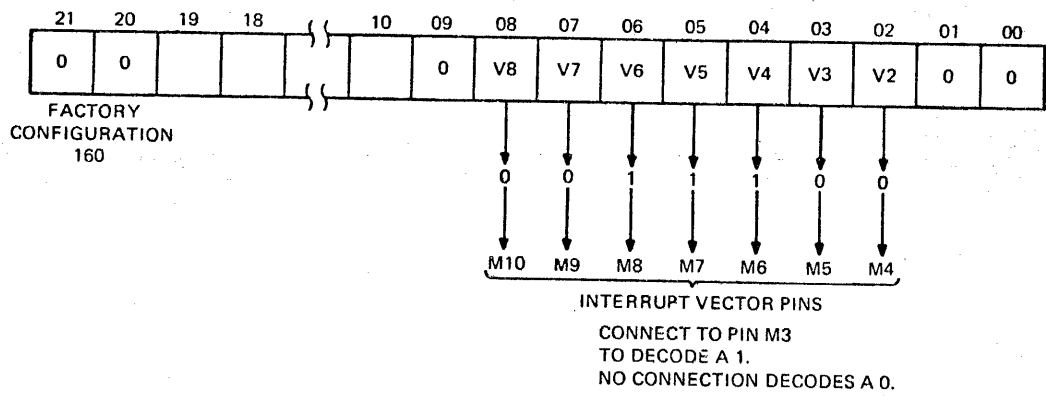 21 20 19 18 10 09 08 07 06 05 04 03 02 01 00
0 0 0 V8 V7 V6 V5 V4 V3 V2 0 0
FACTORY
CONFIGURATION
160
0 0 1 1 1 0 0
M10 M9 M8 M7 M6 M5 M4
INTERRUPT VECTOR PINS
CONNECT TO PIN M3
TO DECODE A 1.
NO CONNECTION DECODES A 0.